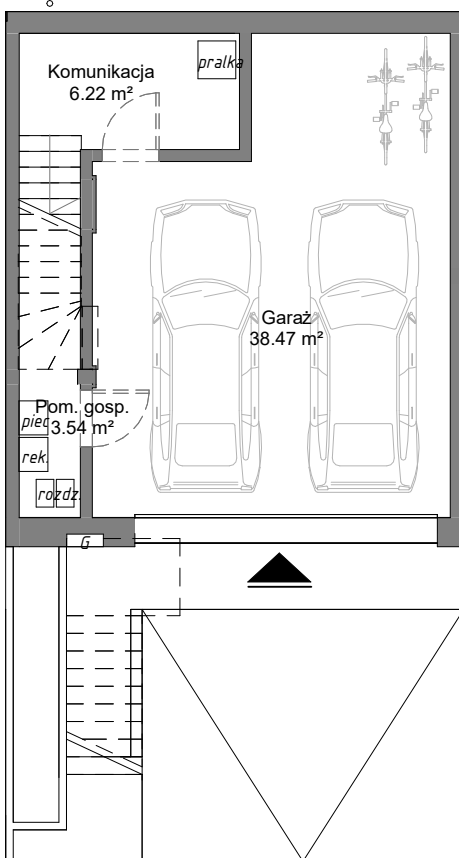 Komunikacja
6.22 m²
pralka
Garaż
38.47 m²
Pom. gosp.
3.54 m²
piec
rek.
rozdz.
G